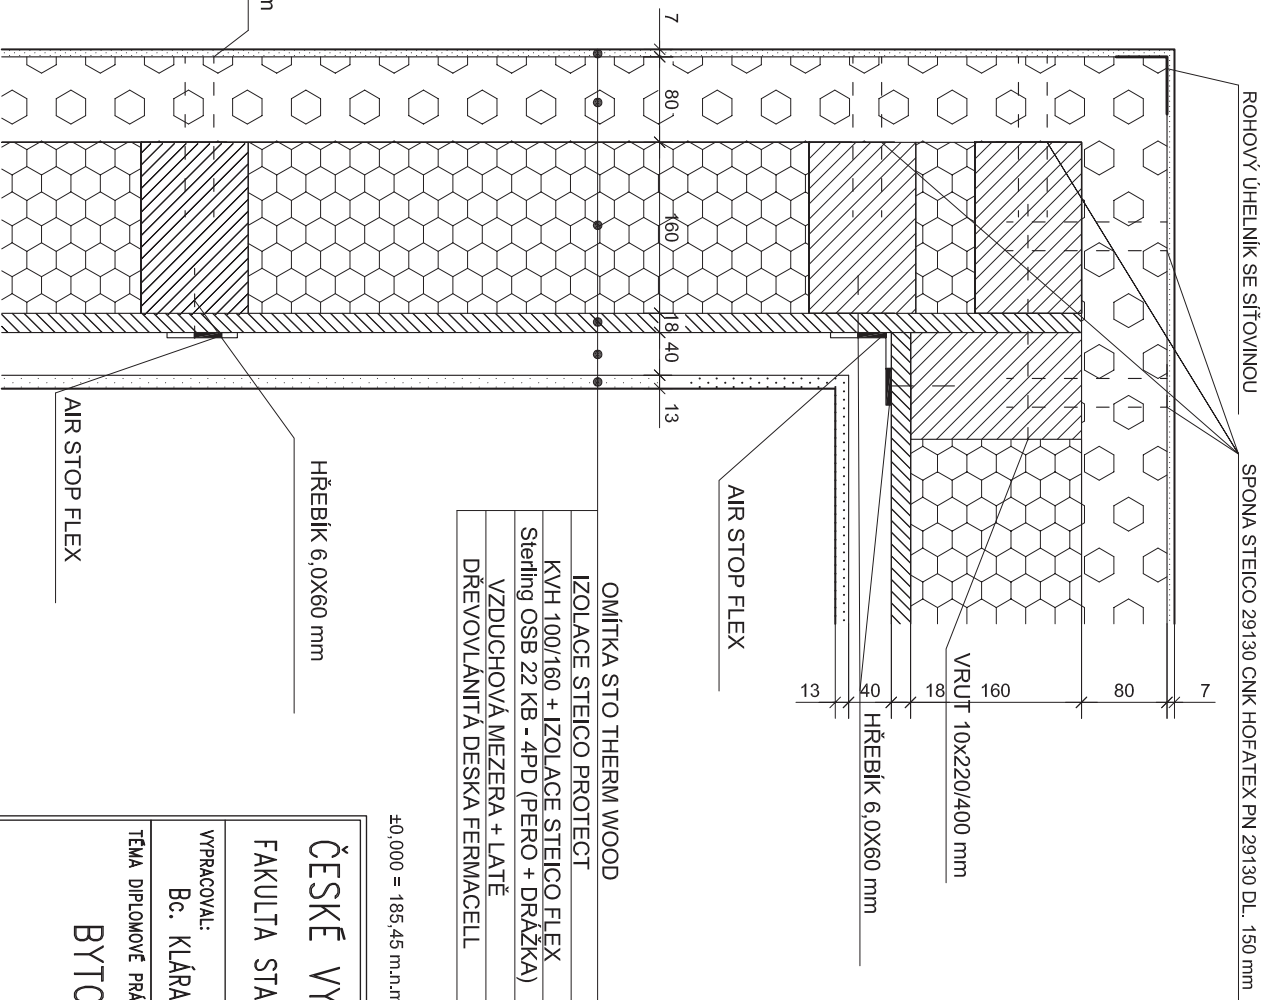 ROHOVÝ ÚHELNÍK SE SÍŤOVINOU
SPONA STEICO 29130 CNK HOFATEX PN 29130 DL. 150 mm
m
7
80
160
18
40
13
13
40
18
160
80
7
VRUT 10x220/400 mm
HŘEBÍK 6,0X60 mm
AIR STOP FLEX
OMÍTKA STO THERM WOOD
IZOLACE STEICO PROTECT
KVH 100/160 + IZOLACE STEICO FLEX
Sterling OSB 22 KB - 4PD (PERO + DRÁŽKA)
VZDUCHOVÁ MEZERA + LATĚ
DŘEVOVLÁNITÁ DESKA FERMACELL
HŘEBÍK 6,0X60 mm
AIR STOP FLEX
±0,000 = 185,45 m.n.m
ČESKÉ VY
FAKULTA STA
VYPRACOVAL:
Bc. KLÁRA
TÉMA DIPLOMOVÉ PRÁ
BYTO